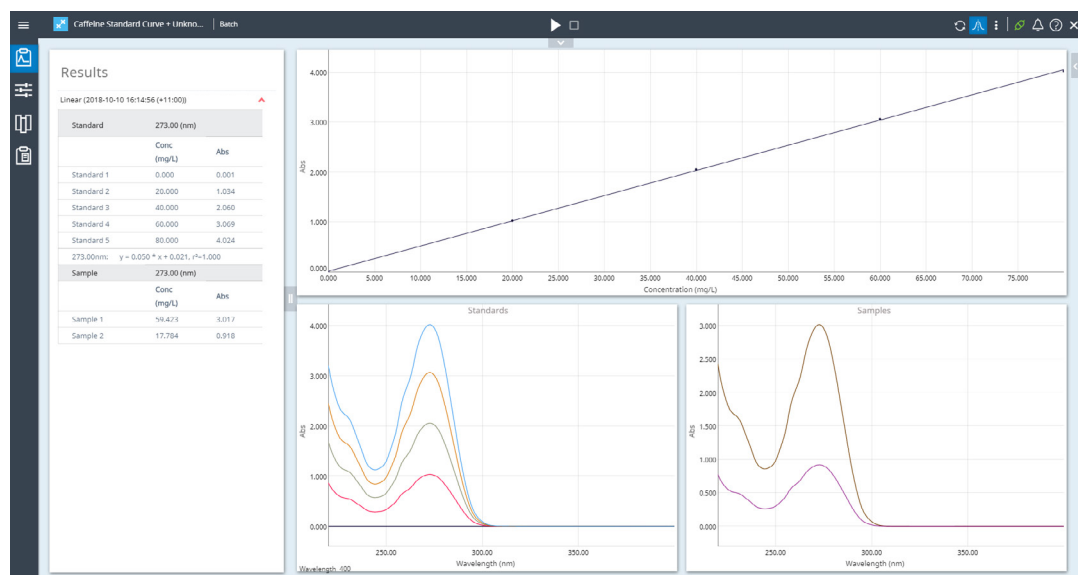 Caffeine Standard Curve + Unkno... Batch
Results
Linear (2018-10-10 16:14:56 (+11:00))
Standard 273.00 (nm)
Conc (mg/L) Abs
Standard 1 0.000 0.001
Standard 2 20.000 1.034
Standard 3 40.000 2.060
Standard 4 60.000 3.069
Standard 5 80.000 4.024
273.00nm: y = 0.050 * x + 0.021, r²=1.000
Sample 273.00 (nm)
Conc (mg/L) Abs
Sample 1 59.423 3.017
Sample 2 17.784 0.918
4.000
3.000
2.000
1.000
0.000
Abs
0.000 5.000 10.000 15.000 20.000 25.000 30.000 35.000 40.000 45.000 50.000 55.000 60.000 65.000 70.000 75.000
Concentration (mg/L)
Standards
4.000
3.000
2.000
1.000
0.000
Abs
250.00 300.00 350.00
Wavelength (nm)
Wavelength 400
Samples
3.000
2.500
2.000
1.500
1.000
0.500
0.000
Abs
250.00 300.00 350.00
Wavelength (nm)